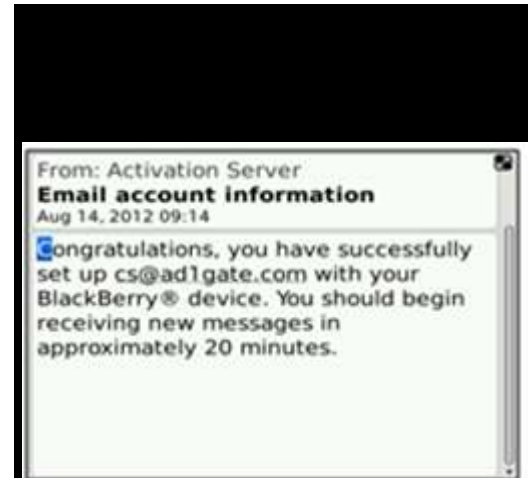 From: Activation Server
Email account information
Aug 14, 2012 09:14
Congratulations, you have successfully
set up cs@ad1gate.com with your
BlackBerry® device. You should begin
receiving new messages in
approximately 20 minutes.